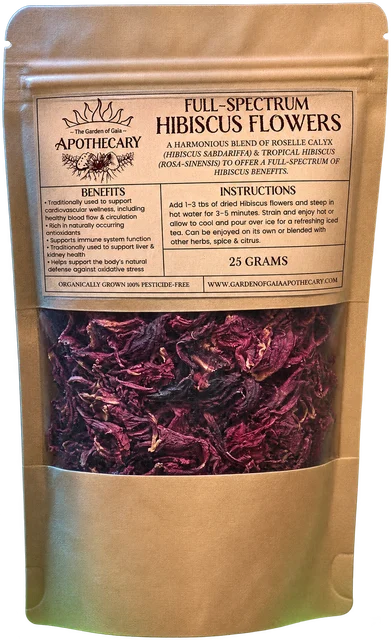 The Garden of Gaia
APOTHECARY
FULL-SPECTRUM
HIBISCUS FLOWERS
A HARMONIOUS BLEND OF ROSELLE CALYX
(HIBISCUS SABDARIFFA) & TROPICAL HIBISCUS
(ROSA-SINENSIS) TO OFFER A FULL-SPECTRUM OF
HIBISCUS BENEFITS.
BENEFITS
• Traditionally used to support
cardiovascular wellness, including
healthy blood flow & circulation
• Rich in naturally occurring
antioxidants
• Supports immune system function
• Traditionally used to support liver &
kidney health
• Helps support the body's natural
defense against oxidative stress
INSTRUCTIONS
Add 1-3 tbs of dried Hibiscus flowers and steep in
hot water for 3-5 minutes. Strain and enjoy hot or
allow to cool and pour over ice for a refreshing iced
tea. Can be enjoyed on its own or blended with
other herbs, spice & citrus.
25 GRAMS
ORGANICALLY GROWN 100% PESTICIDE-FREE
WWW.GARDENOFGAIAAPOTHECARY.COM